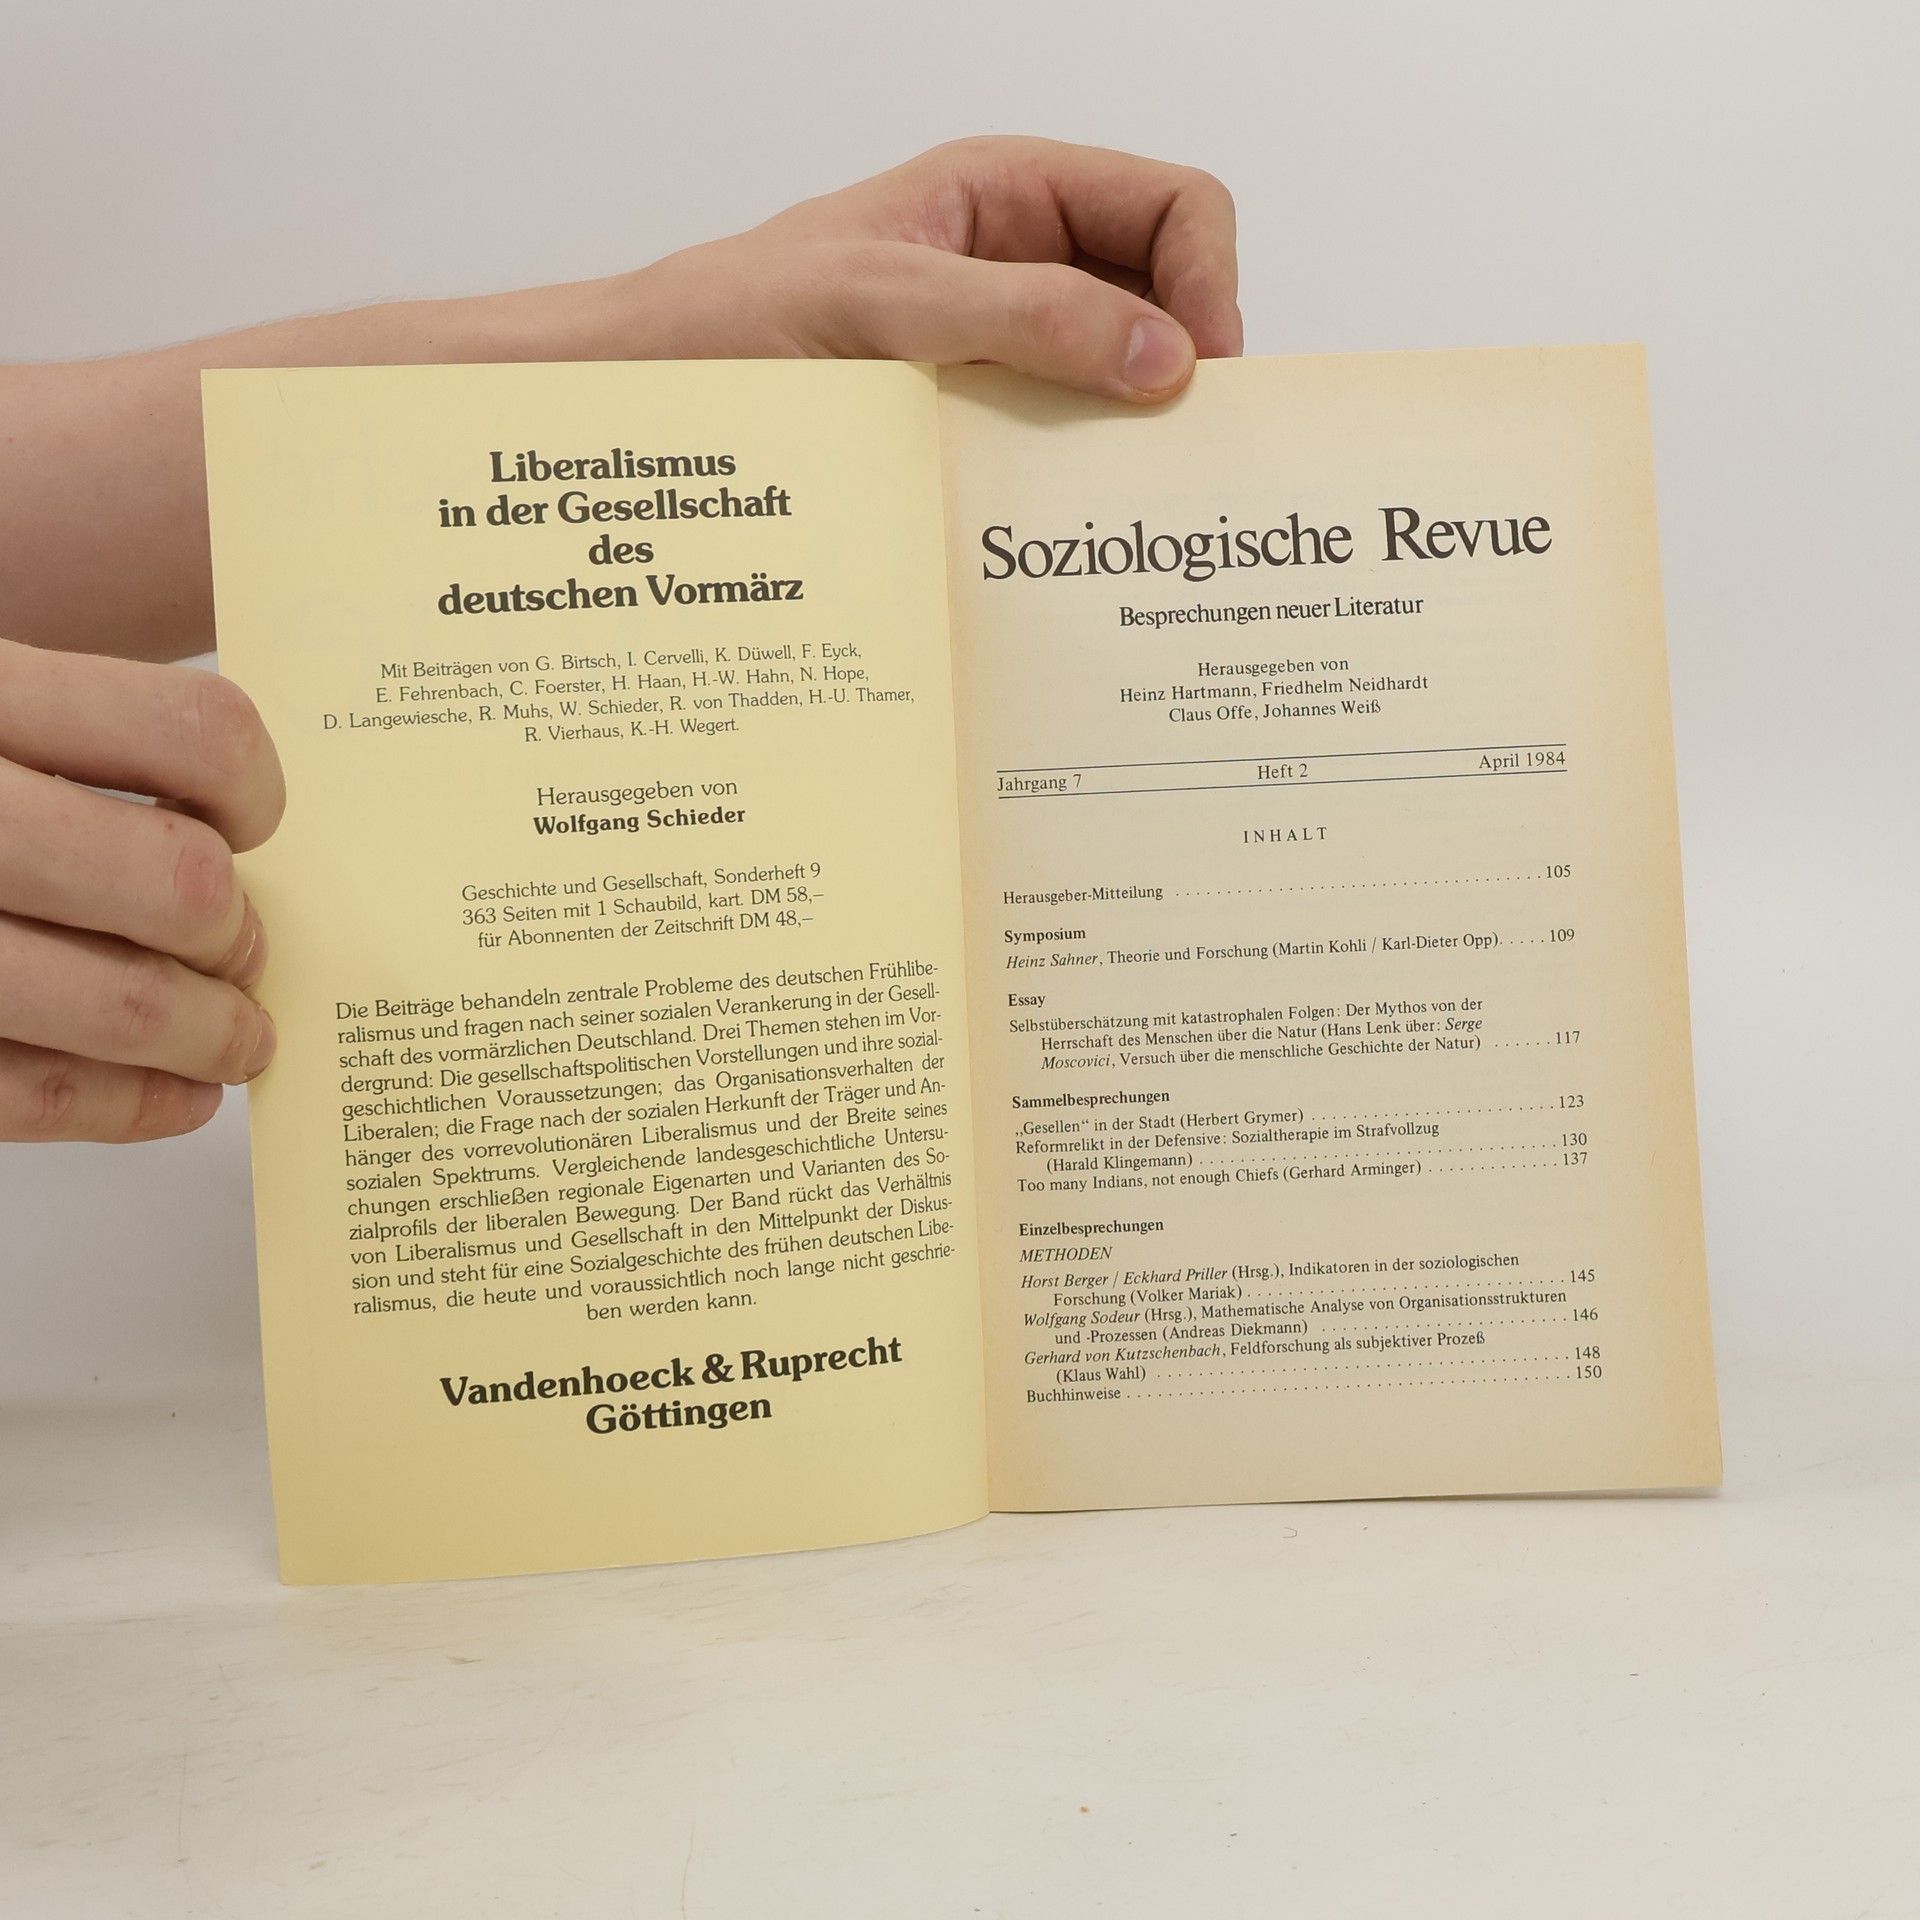 Liberalismus
in der Gesellschaft
des
deutschen Vormärz
Mit Beiträgen von G. Birtsch, I. Cervelli, K. Düwell, F. Eyck,
E. Fehrenbach, C. Foerster, H. Haan, H.-W. Hahn, N. Hope,
D. Langewiesche, R. Muhs, W. Schieder, R. von Thadden, H.-U. Thamer,
R. Vierhaus, K.-H. Wegert.
Herausgegeben von
Wolfgang Schieder
Geschichte und Gesellschaft, Sonderheft 9
363 Seiten mit 1 Schaubild, kart. DM 58,–
für Abonnenten der Zeitschrift DM 48,–
Die Beiträge behandeln zentrale Probleme des deutschen Frühlibe-
ralismus und fragen nach seiner sozialen Verankerung in der Gesell-
schaft des vormärzlichen Deutschland. Drei Themen stehen im Vor-
dergrund: Die gesellschaftspolitischen Vorstellungen und ihre sozial-
geschichtlichen Voraussetzungen; das Organisationsverhalten der
Liberalen; die Frage nach der sozialen Herkunft der Träger und An-
hänger des vorrevolutionären Liberalismus und der Breite seines
sozialen Spektrums. Vergleichende landesgeschichtliche Untersu-
chungen erschließen regionale Eigenarten und Varianten des So-
zialprofils der liberalen Bewegung. Der Band rückt das Verhältnis
von Liberalismus und Gesellschaft in den Mittelpunkt der Diskus-
sion und steht für eine Sozialgeschichte des frühen deutschen Libe-
ralismus, die heute und voraussichtlich noch lange nicht geschrie-
ben werden kann.
Vandenhoeck & Ruprecht
Göttingen
Soziologische Revue
Besprechungen neuer Literatur
Herausgegeben von
Heinz Hartmann, Friedhelm Neidhardt
Claus Offe, Johannes Weiß
Jahrgang 7 Heft 2 April 1984
INHALT
Herausgeber-Mitteilung . . . . . . . . . . . . . . . . . . . . 105
Symposium
Heinz Sahner, Theorie und Forschung (Martin Kohli / Karl-Dieter Opp). . . . . 109
Essay
Selbstüberschätzung mit katastrophalen Folgen: Der Mythos von der
Herrschaft des Menschen über die Natur (Hans Lenk über: Serge
Moscovici, Versuch über die menschliche Geschichte der Natur) . . . . . . 117
Sammelbesprechungen
„Gesellen“ in der Stadt (Herbert Grymer) . . . . . . . . . . . . . . . . 123
Reformrelikt in der Defensive: Sozialtherapie im Strafvollzug
(Harald Klingemann) . . . . . . . . . . . . . . . . . . . . 130
Too many Indians, not enough Chiefs (Gerhard Arminger) . . . . . . . . . . . . 137
Einzelbesprechungen
METHODEN
Horst Berger / Eckhard Priller (Hrsg.), Indikatoren in der soziologischen
Forschung (Volker Mariak) . . . . . . . . . . . . . . . . . . . . 145
Wolfgang Sodeur (Hrsg.), Mathematische Analyse von Organisationsstrukturen
und -Prozessen (Andreas Diekmann) . . . . . . . . . . . . . . . . 146
Gerhard von Kutzschenbach, Feldforschung als subjektiver Prozeß
(Klaus Wahl) . . . . . . . . . . . . . . . . . . . . 148
Buchhinweise . . . . . . . . . . . . . . . . . . . . 150